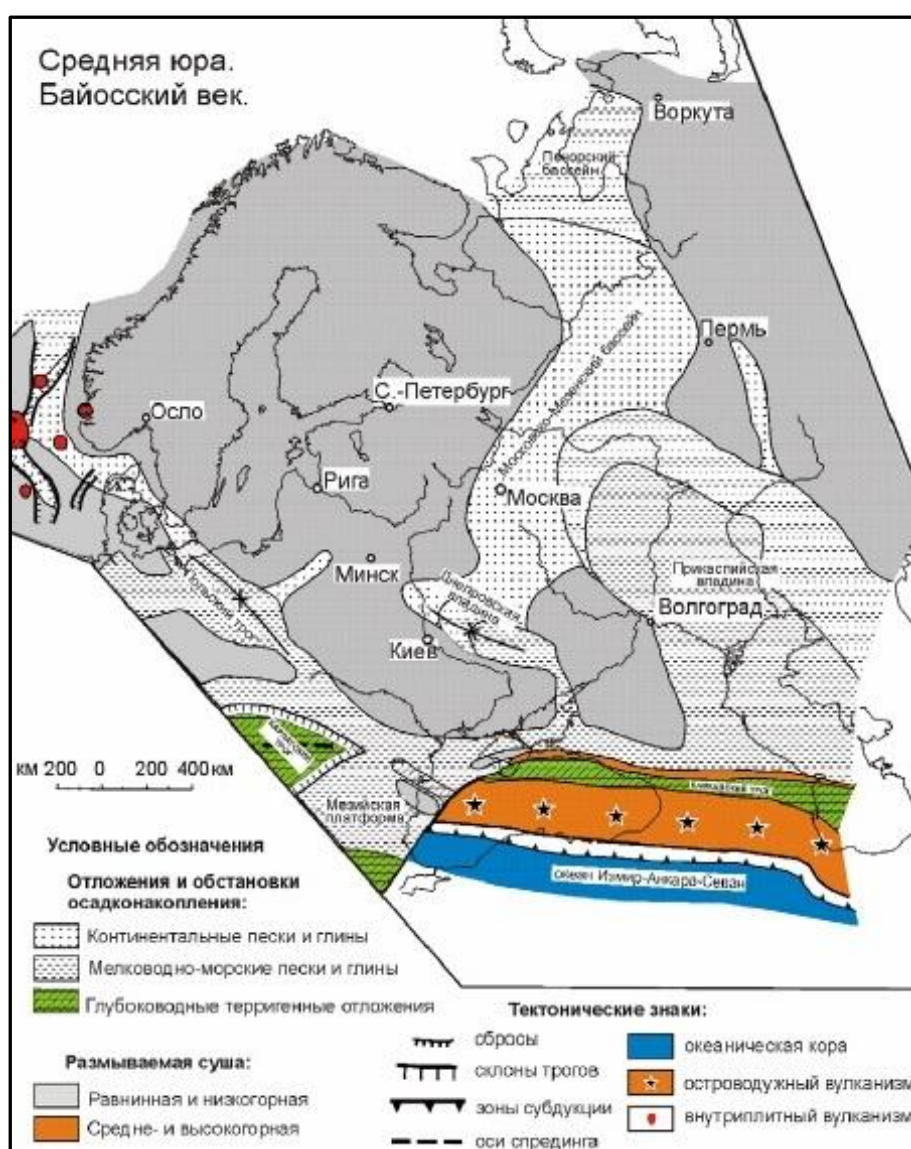 Средняя юра.
Байосский век.
Воркута
Печорский
бассейн
Пермь
Московско-Мезенский бассейн
С.-Петербург
Осло
Рига
Москва
Минск
Прикаспийская
впадина
Польский трог
Днепровская
впадина
Волгоград
Киев
км 200 0 200 400 км
Мезийская
платформа
океан Измир-Анкара-Севан
Условные обозначения
Отложения и обстановки
осадконакопления:
Континентальные пески и глины
Мелководно-морские пески и глины
Глубоководные терригенные отложения
Размываемая суша:
Равнинная и низкогорная
Средне- и высокогорная
Тектонические знаки:
сбросы
склоны трогов
зоны субдукции
оси спрединга
океаническая кора
островодужный вулканизм
внутриплитный вулканизм